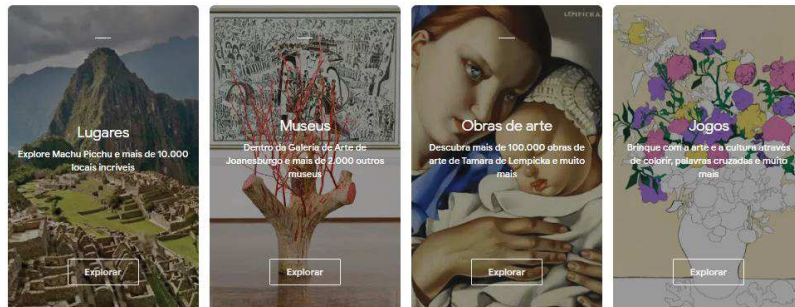 LEMPICKA
Lugares
Explore Machu Picchu e mais de 10.000
locais incríveis
Explorar
Museus
Dentro da Galeria de Arte de
Joanesburgo e mais de 2.000 outros
museus
Explorar
Obras de arte
Descubra mais de 100.000 obras de
arte de Tamara de Lempicka e muito
mais
Explorar
Jogos
Brinque com a arte e a cultura através
de colorir, palavras cruzadas e muito
mais
Explorar